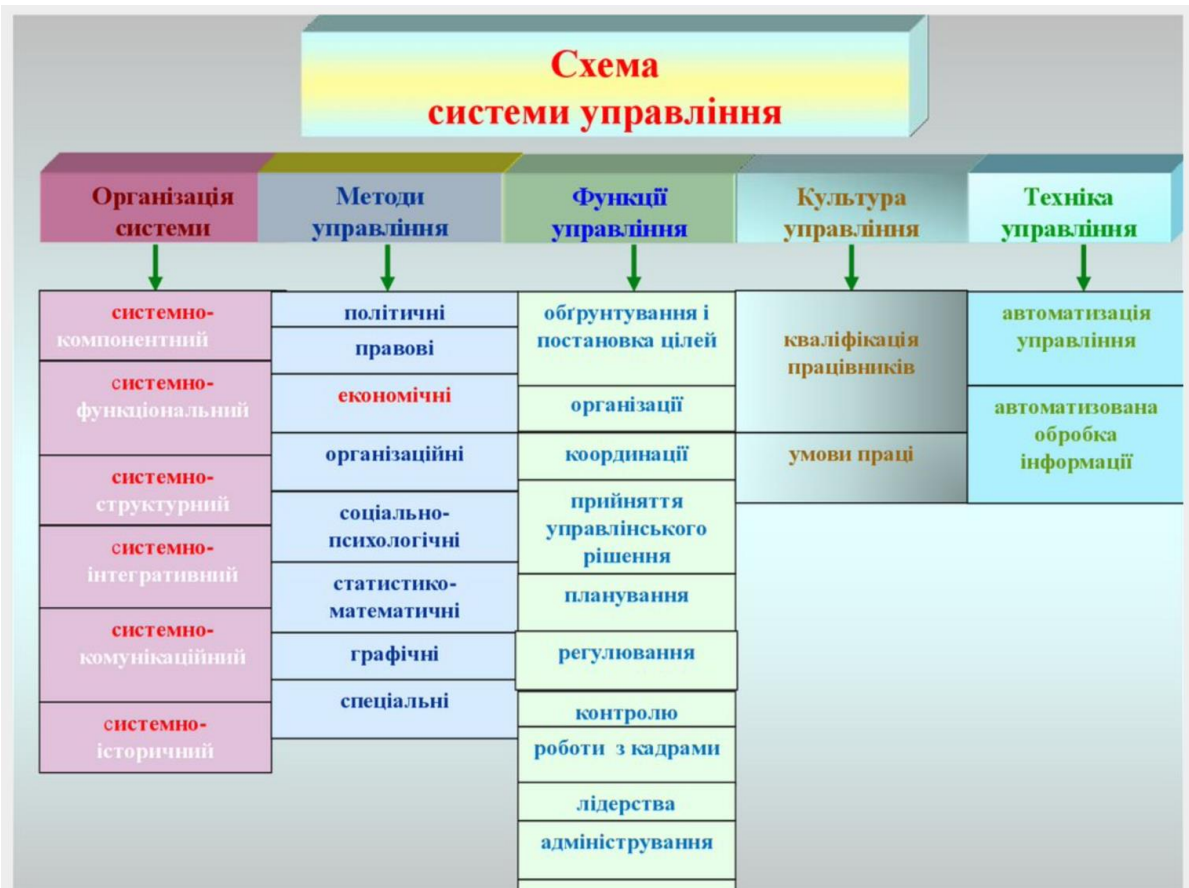 Схема
системи управління
Організація
системи
Методи
управління
Функції
управління
Культура
управління
Техніка
управління
системно-
компонентний
системно-
функціональний
системно-
структурний
системно-
інтегративний
системно-
комунікаційний
системно-
історичний
політичні
правові
економічні
організаційні
соціально-
психологічні
статистико-
математичні
графічні
спеціальні
обґрунтування і
постановка цілей
організації
координації
прийняття
управлінського
рішення
планування
регулювання
контролю
роботи з кадрами
лідерства
адміністрування
кваліфікація
працівників
умови праці
автоматизація
управління
автоматизована
обробка
інформації